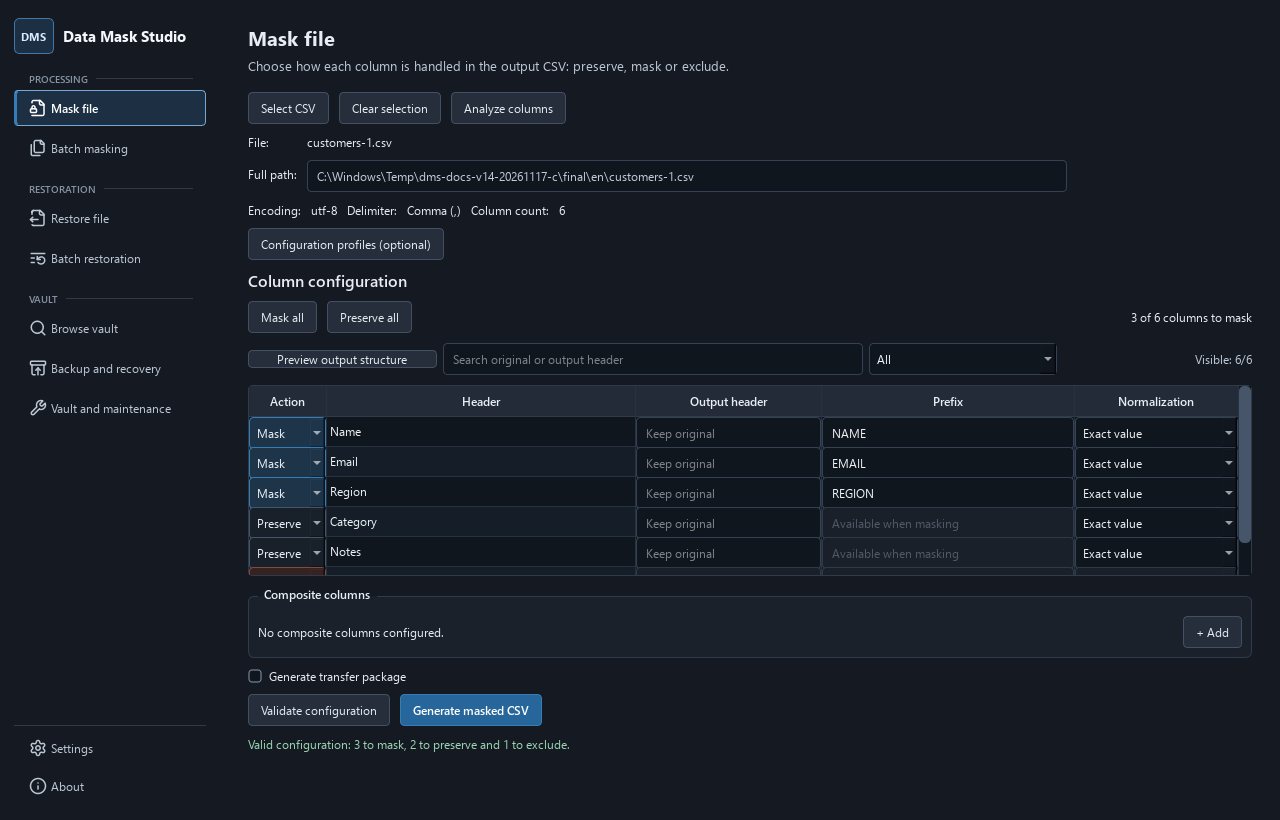 DMS Data Mask Studio
PROCESSING
Mask file
Batch masking
RESTORATION
Restore file
Batch restoration
VAULT
Browse vault
Backup and recovery
Vault and maintenance
Settings
About
Mask file
Choose how each column is handled in the output CSV: preserve, mask or exclude.
Select CSV Clear selection Analyze columns
File: customers-1.csv
Full path: C:\Windows\Temp\dms-docs-v14-20261117-c\final\en\customers-1.csv
Encoding: utf-8 Delimiter: Comma (,) Column count: 6
Configuration profiles (optional)
Column configuration
Mask all Preserve all 3 of 6 columns to mask
Preview output structure Search original or output header All Visible: 6/6
Action Header Output header Prefix Normalization
Mask Name Keep original NAME Exact value
Mask Email Keep original EMAIL Exact value
Mask Region Keep original REGION Exact value
Preserve Category Keep original Available when masking Exact value
Preserve Notes Keep original Available when masking Exact value
Composite columns
No composite columns configured. + Add
Generate transfer package
Validate configuration Generate masked CSV
Valid configuration: 3 to mask, 2 to preserve and 1 to exclude.